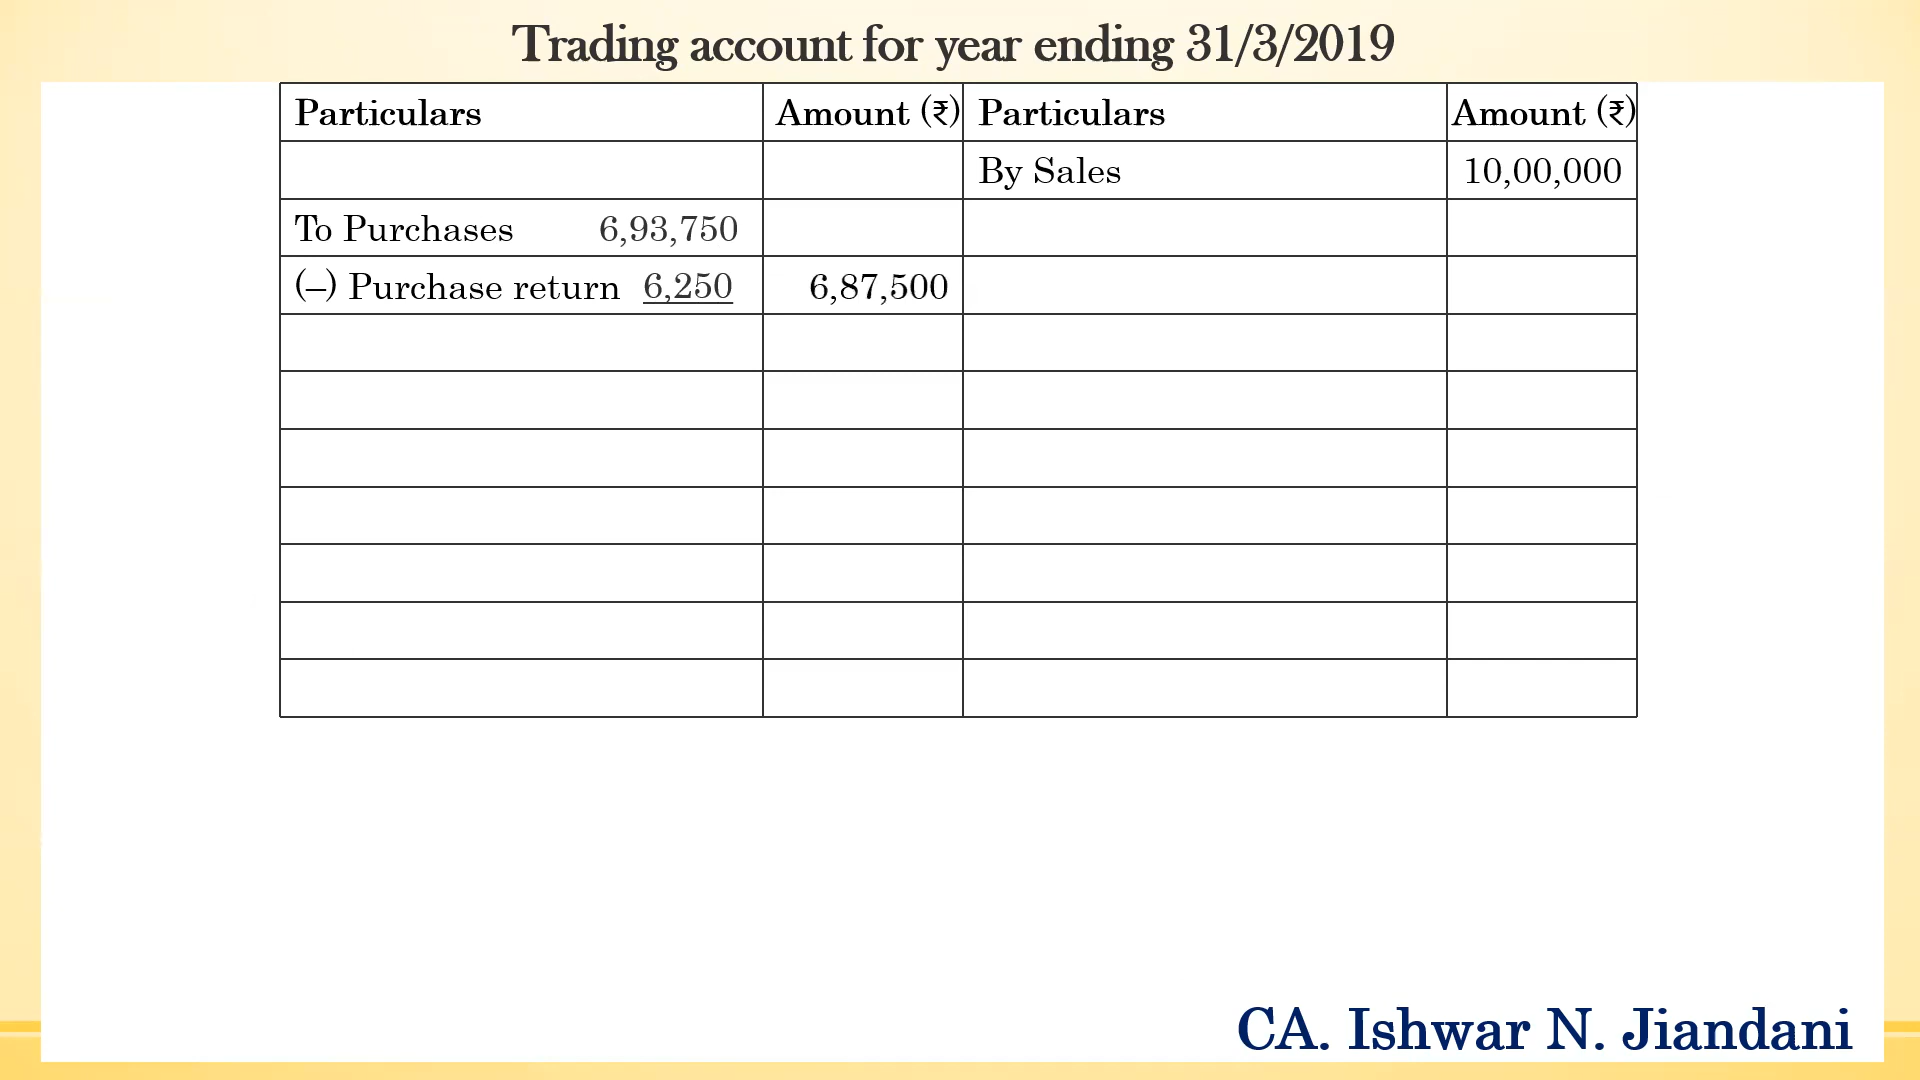 Trading account for year ending 31/3/2019
Particulars Amount (₹) Particulars Amount (₹)
By Sales 10,00,000
To Purchases 6,93,750
(–) Purchase return 6,250 6,87,500
CA. Ishwar N. Jiandani